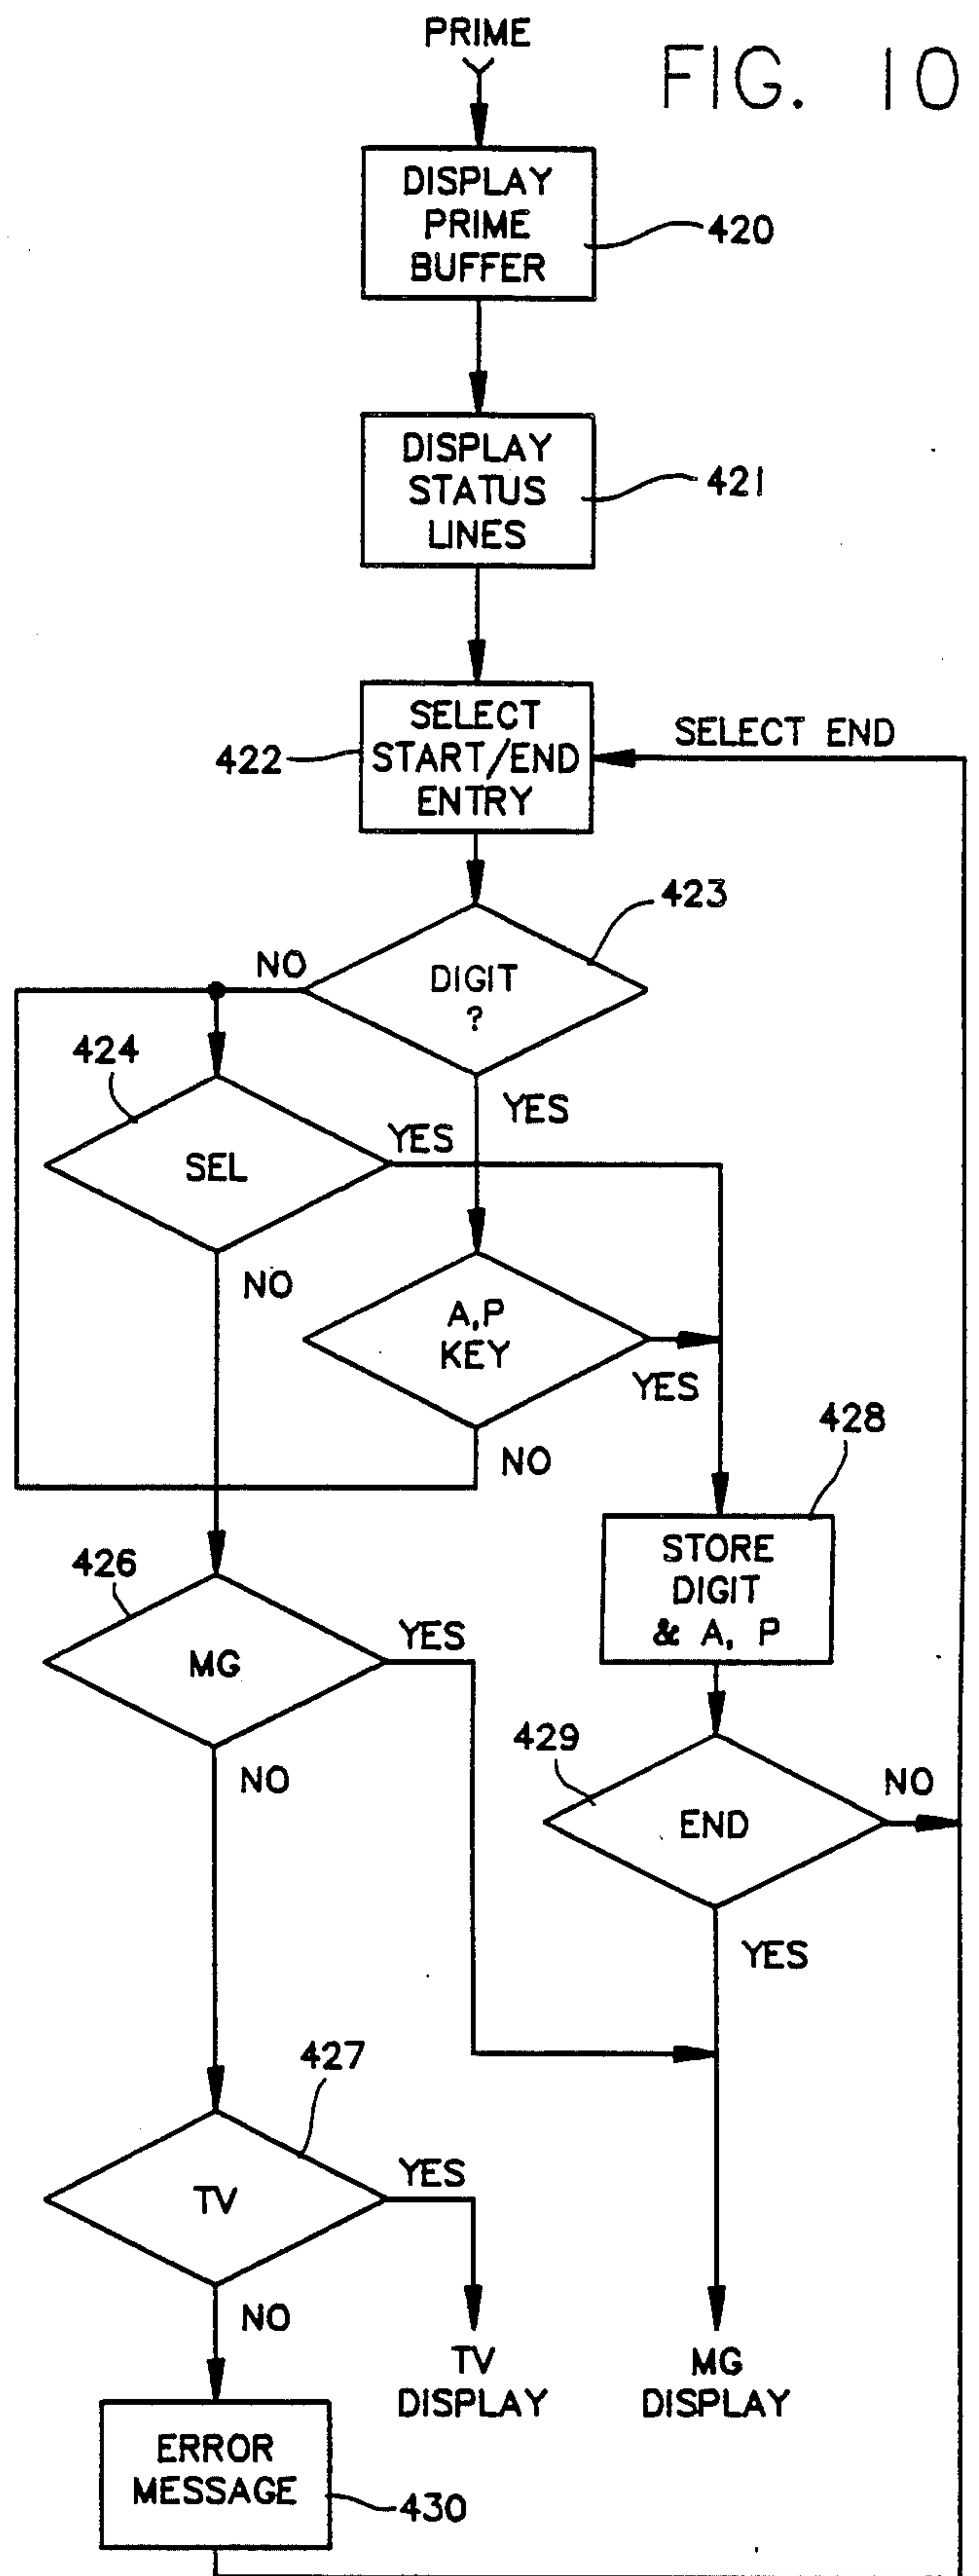 PRIME
FIG. 10
DISPLAY
PRIME
BUFFER
420
DISPLAY
STATUS
LINES
421
SELECT
START/END
ENTRY
422
SELECT END
423
DIGIT
?
NO
YES
424
SEL
YES
NO
A,P
KEY
YES
NO
428
STORE
DIGIT
& A, P
426
MG
YES
NO
429
END
NO
YES
427
TV
YES
NO
TV
DISPLAY
MG
DISPLAY
ERROR
MESSAGE
430